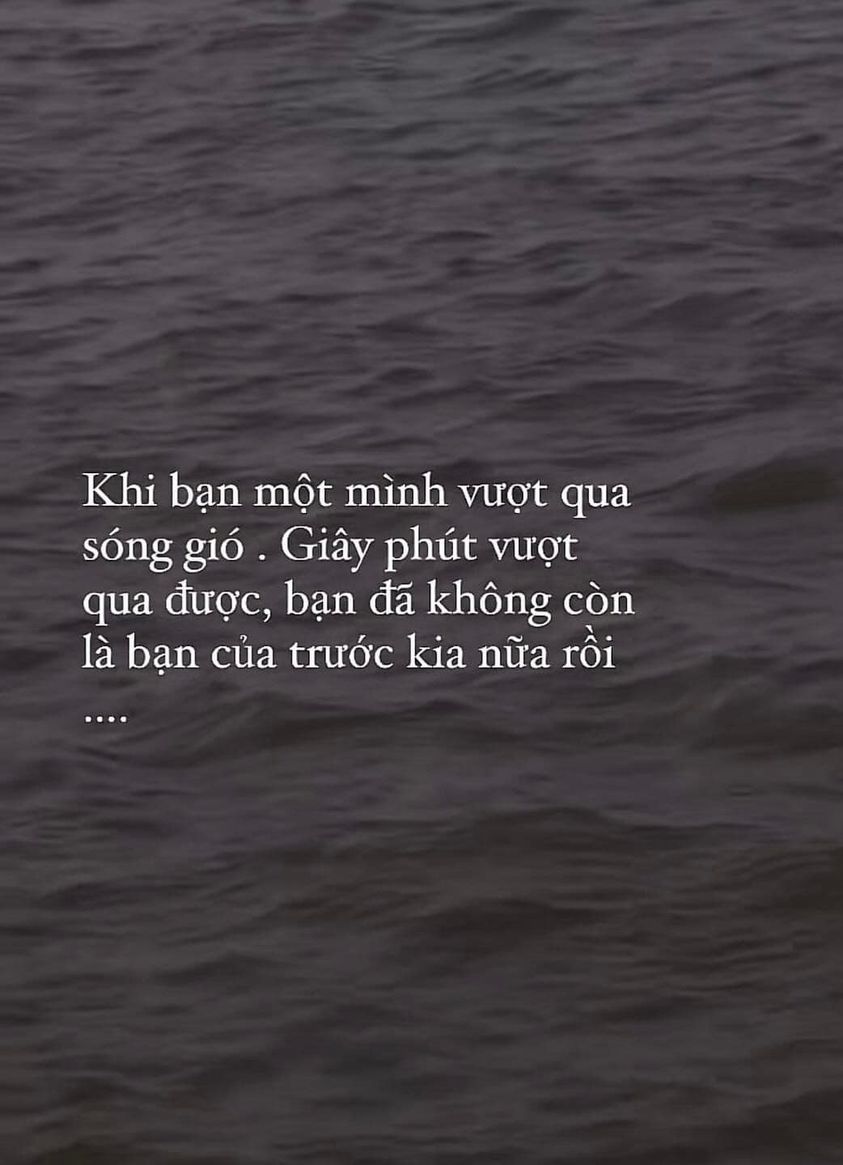 Khi bạn một mình vượt qua
sóng gió . Giây phút vượt
qua được, bạn đã không còn
là bạn của trước kia nữa rồi
....